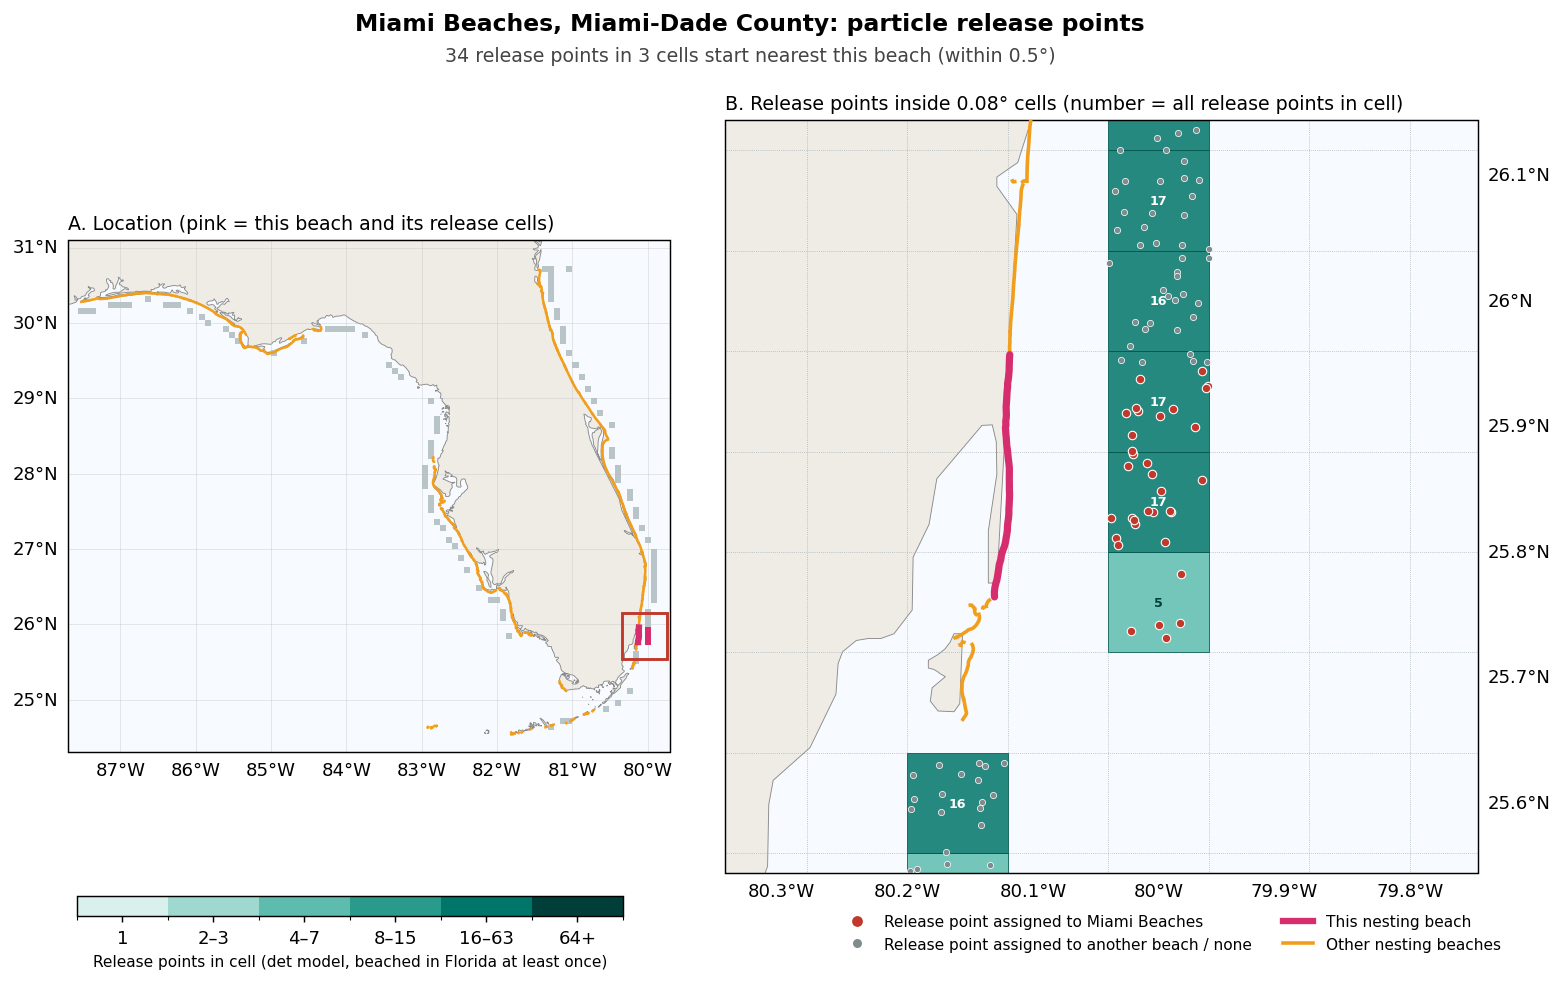 Miami Beaches, Miami-Dade County: particle release points
34 release points in 3 cells start nearest this beach (within 0.5°)
A. Location (pink = this beach and its release cells)
31°N
30°N
29°N
28°N
27°N
26°N
25°N
87°W 86°W 85°W 84°W 83°W 82°W 81°W 80°W
B. Release points inside 0.08° cells (number = all release points in cell)
17
16
17
17
5
16
26.1°N
26°N
25.9°N
25.8°N
25.7°N
25.6°N
80.3°W 80.2°W 80.1°W 80°W 79.9°W 79.8°W
1 2–3 4–7 8–15 16–63 64+
Release points in cell (det model, beached in Florida at least once)
Release point assigned to Miami Beaches
Release point assigned to another beach / none
This nesting beach
Other nesting beaches